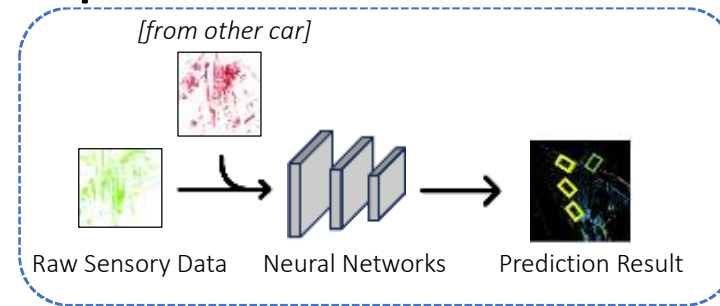 [from other car]
Raw Sensory Data
Neural Networks
Prediction Result